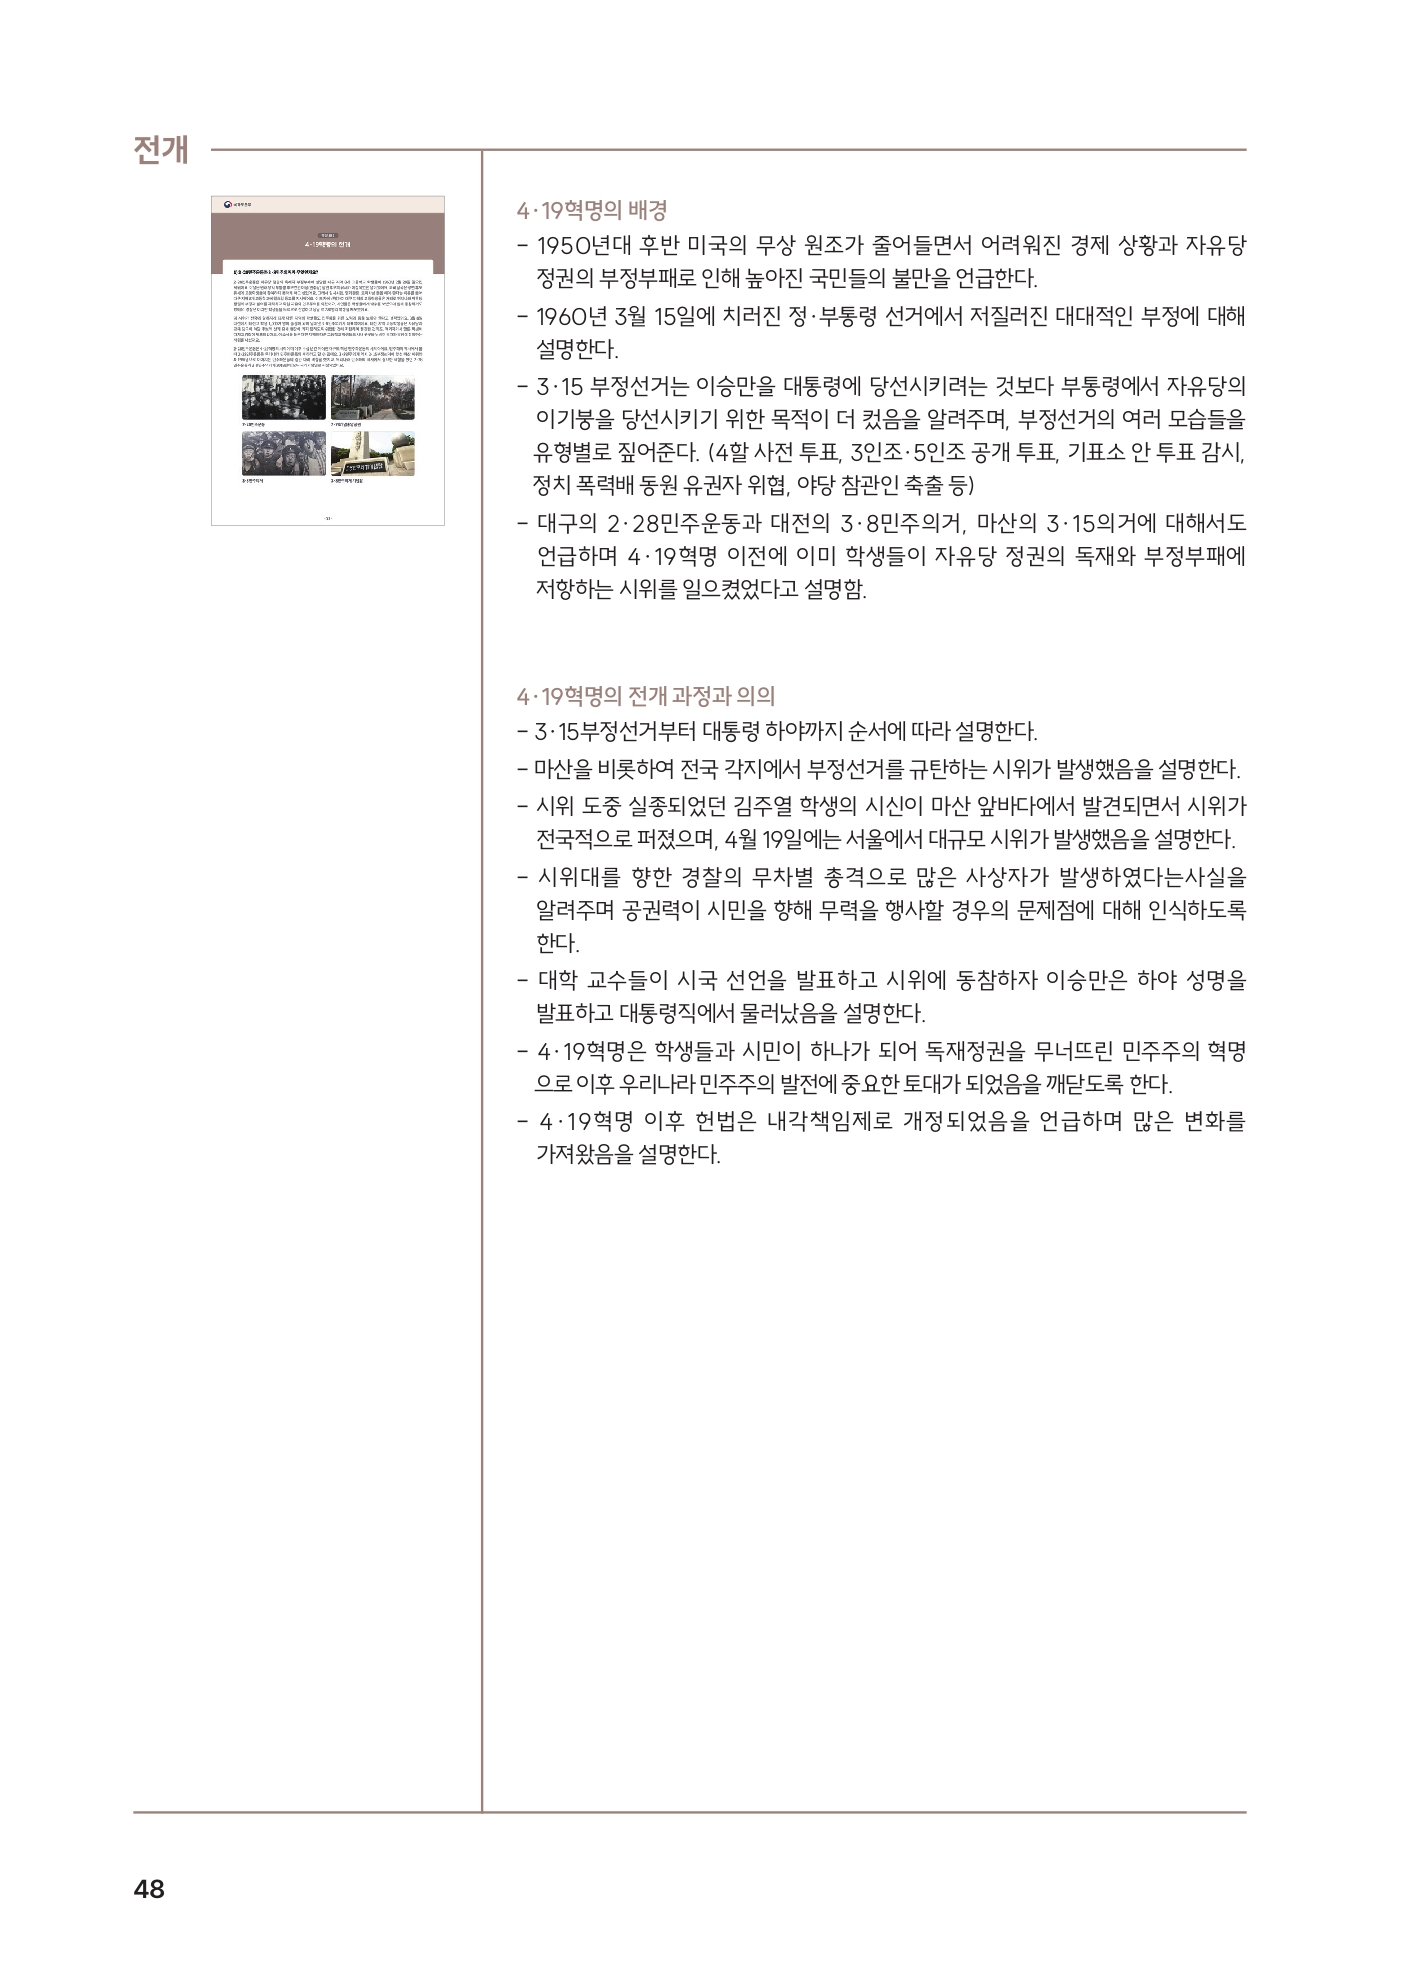 전개
국가보훈부
4·19혁명의 전개
4·19혁명의 배경
– 1950년대 후반 미국의 무상 원조가 줄어들면서 어려워진 경제 상황과 자유당
정권의 부정부패로 인해 높아진 국민들의 불만을 언급한다.
– 1960년 3월 15일에 치러진 정·부통령 선거에서 저질러진 대대적인 부정에 대해
설명한다.
– 3·15 부정선거는 이승만을 대통령에 당선시키려는 것보다 부통령에서 자유당의
이기붕을 당선시키기 위한 목적이 더 컸음을 알려주며, 부정선거의 여러 모습들을
유형별로 짚어준다. (4할 사전 투표, 3인조·5인조 공개 투표, 기표소 안 투표 감시,
정치 폭력배 동원 유권자 위협, 야당 참관인 축출 등)
– 대구의 2·28민주운동과 대전의 3·8민주의거, 마산의 3·15의거에 대해서도
언급하며 4·19혁명 이전에 이미 학생들이 자유당 정권의 독재와 부정부패에
저항하는 시위를 일으켰었다고 설명함.
4·19혁명의 전개 과정과 의의
– 3·15부정선거부터 대통령 하야까지 순서에 따라 설명한다.
– 마산을 비롯하여 전국 각지에서 부정선거를 규탄하는 시위가 발생했음을 설명한다.
– 시위 도중 실종되었던 김주열 학생의 시신이 마산 앞바다에서 발견되면서 시위가
전국적으로 퍼졌으며, 4월 19일에는 서울에서 대규모 시위가 발생했음을 설명한다.
– 시위대를 향한 경찰의 무차별 총격으로 많은 사상자가 발생하였다는사실을
알려주며 공권력이 시민을 향해 무력을 행사할 경우의 문제점에 대해 인식하도록
한다.
– 대학 교수들이 시국 선언을 발표하고 시위에 동참하자 이승만은 하야 성명을
발표하고 대통령직에서 물러났음을 설명한다.
– 4·19혁명은 학생들과 시민이 하나가 되어 독재정권을 무너뜨린 민주주의 혁명
으로 이후 우리나라 민주주의 발전에 중요한 토대가 되었음을 깨닫도록 한다.
– 4·19혁명 이후 헌법은 내각책임제로 개정되었음을 언급하며 많은 변화를
가져왔음을 설명한다.
48